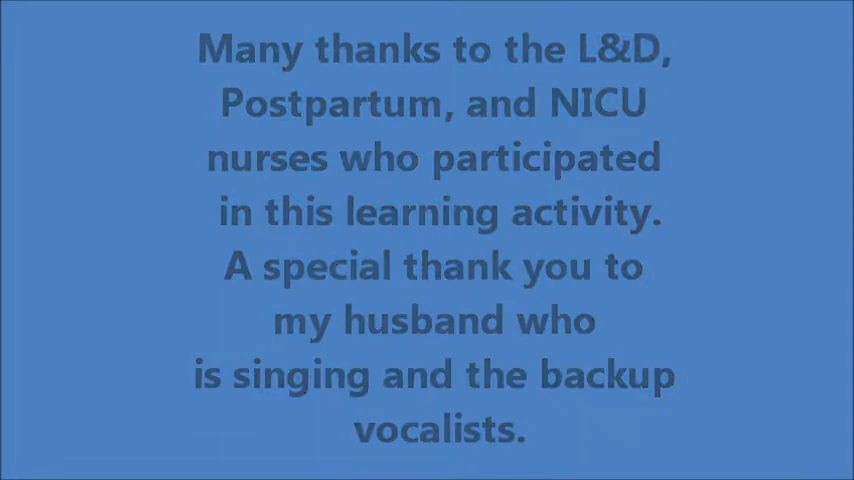 Many thanks to the L&D,
Postpartum, and NICU
nurses who participated
in this learning activity.
A special thank you to
my husband who
is singing and the backup
vocalists.